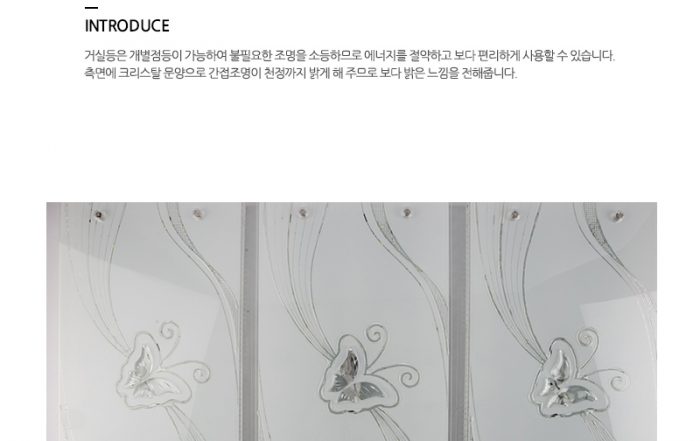 INTRODUCE
거실등은 개별점등이 가능하여 불필요한 조명을 소등하므로 에너지를 절약하고 보다 편리하게 사용할 수 있습니다.
측면에 크리스탈 문양으로 간접조명이 천정까지 밝게 해 주므로 보다 밝은 느낌을 전해줍니다.